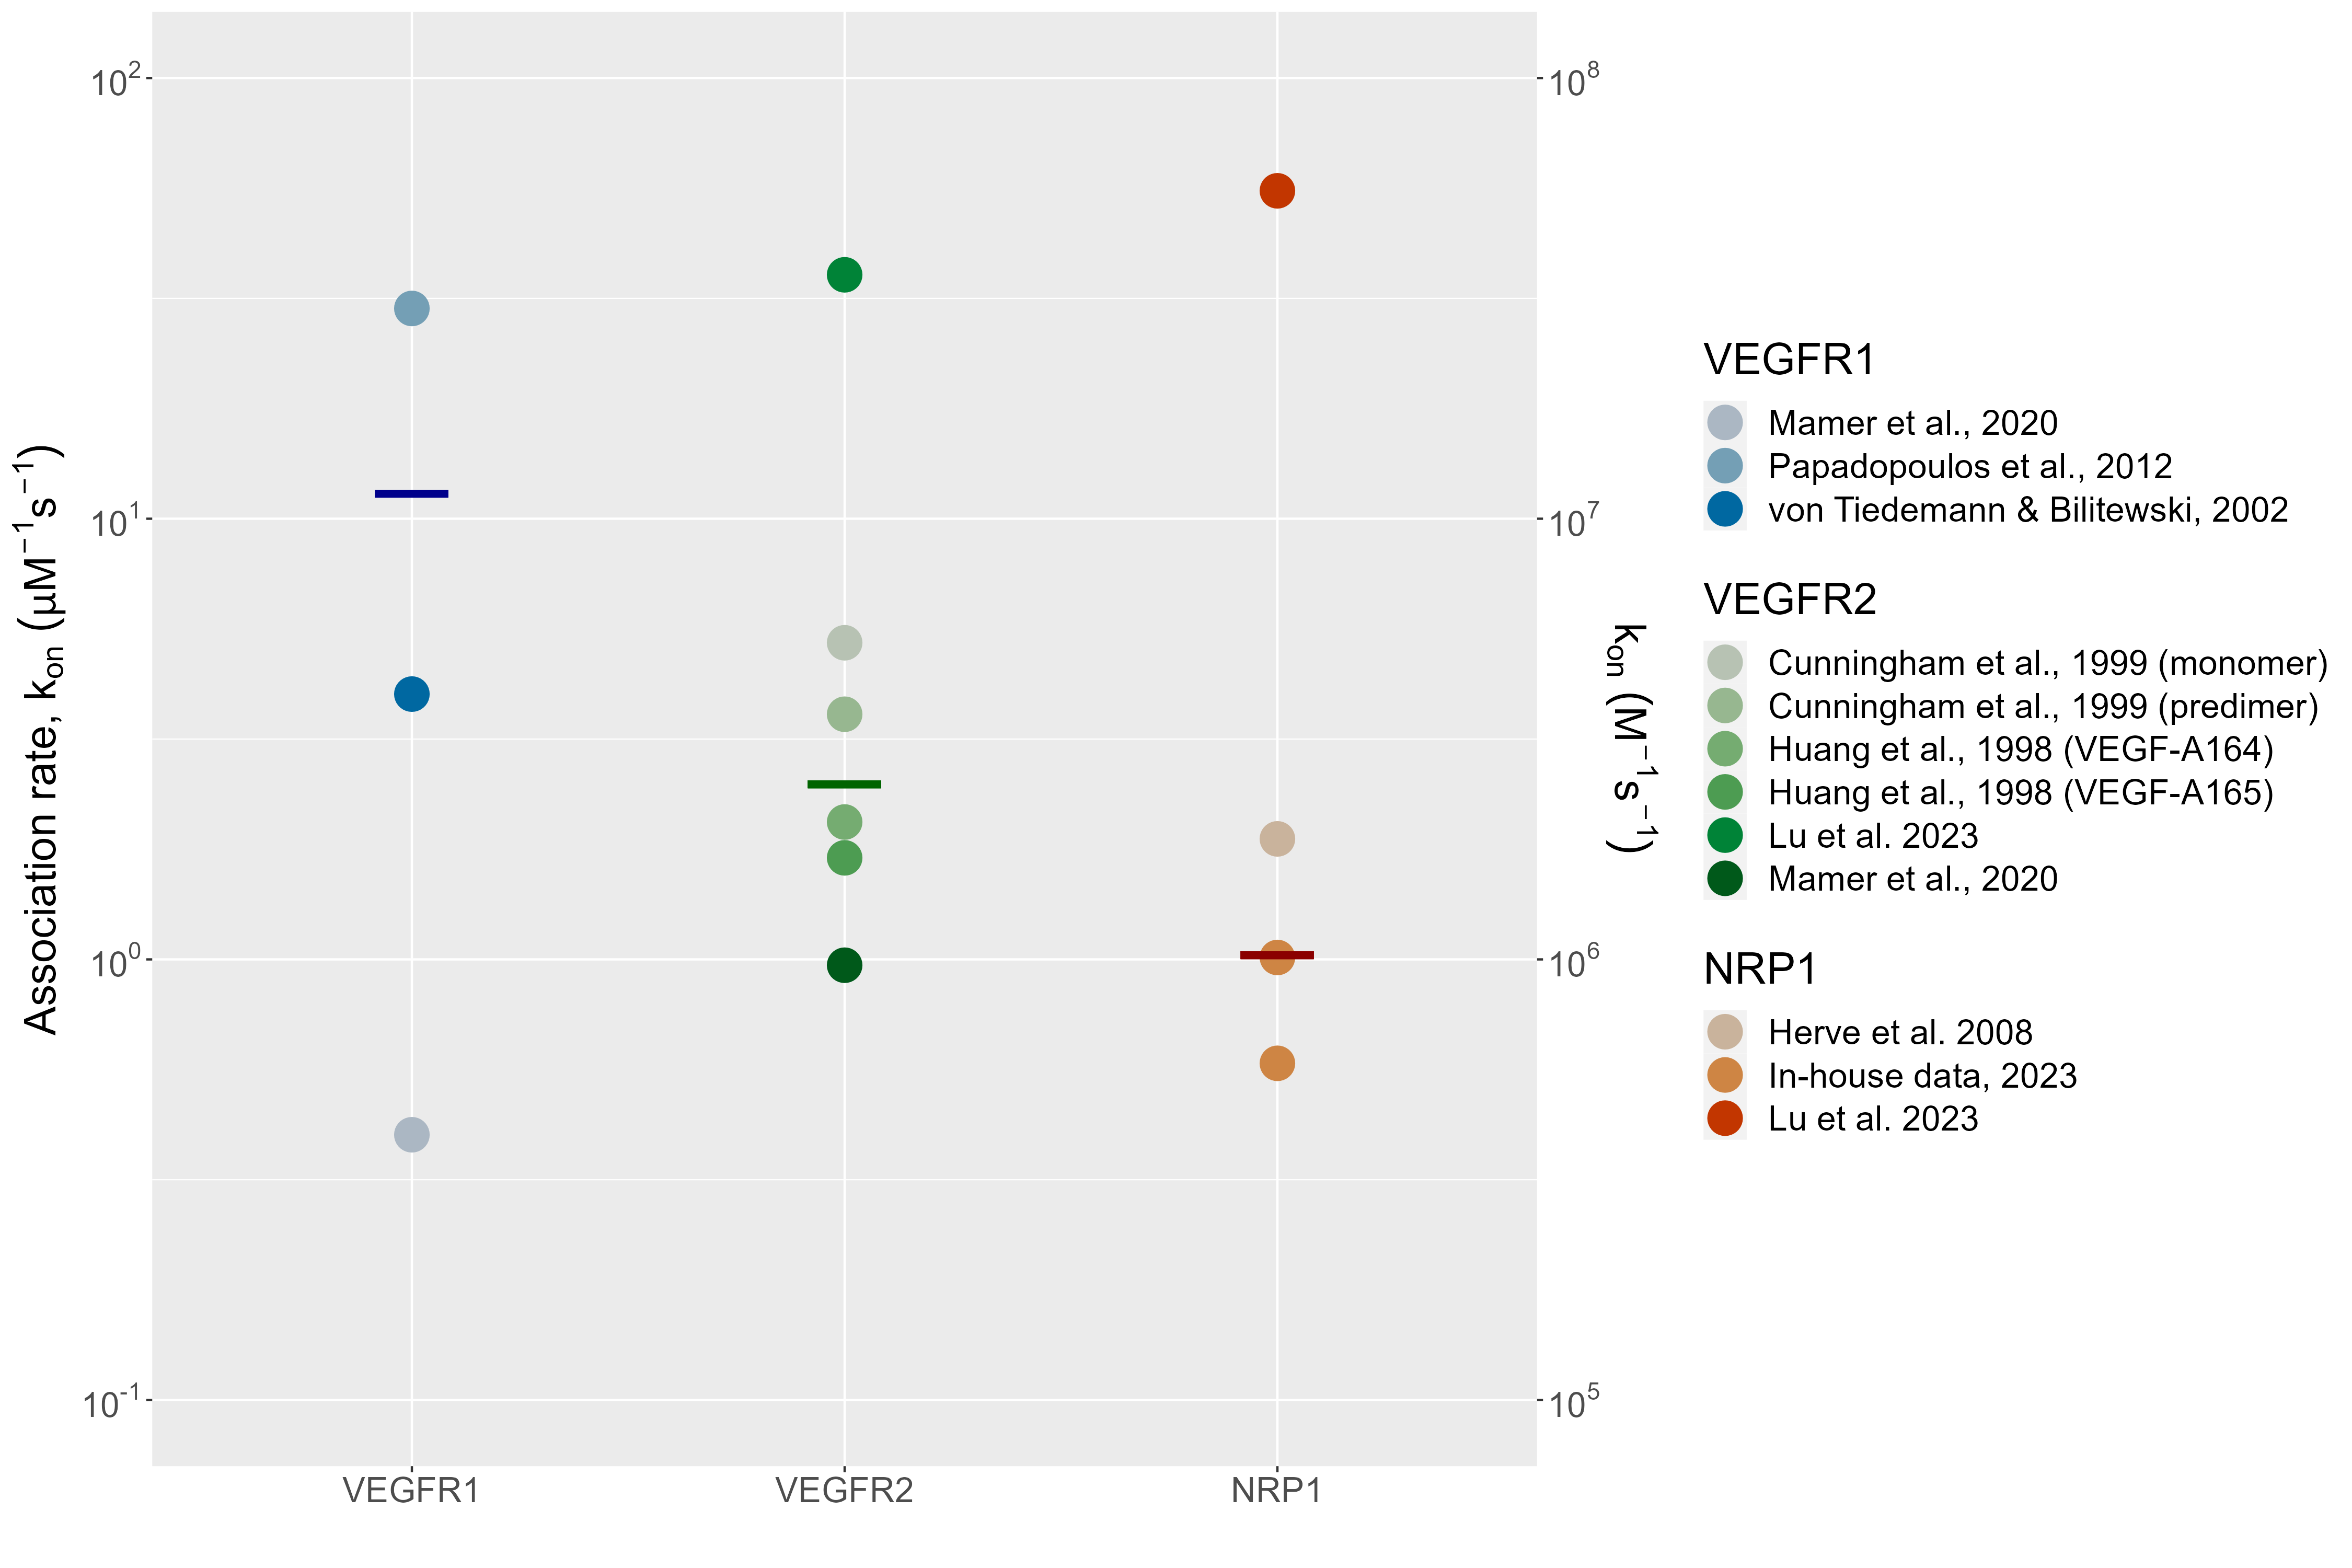 Association rate, kon (µM−1s−1)
10²
10¹
10⁰
10-1
VEGFR1
VEGFR2
NRP1
10⁸
10⁷
10⁶
10⁵
kon (M−1s−1)
VEGFR1
Mamer et al., 2020
Papadopoulos et al., 2012
von Tiedemann & Bilitewski, 2002
VEGFR2
Cunningham et al., 1999 (monomer)
Cunningham et al., 1999 (predimer)
Huang et al., 1998 (VEGF-A164)
Huang et al., 1998 (VEGF-A165)
Lu et al. 2023
Mamer et al., 2020
NRP1
Herve et al. 2008
In-house data, 2023
Lu et al. 2023